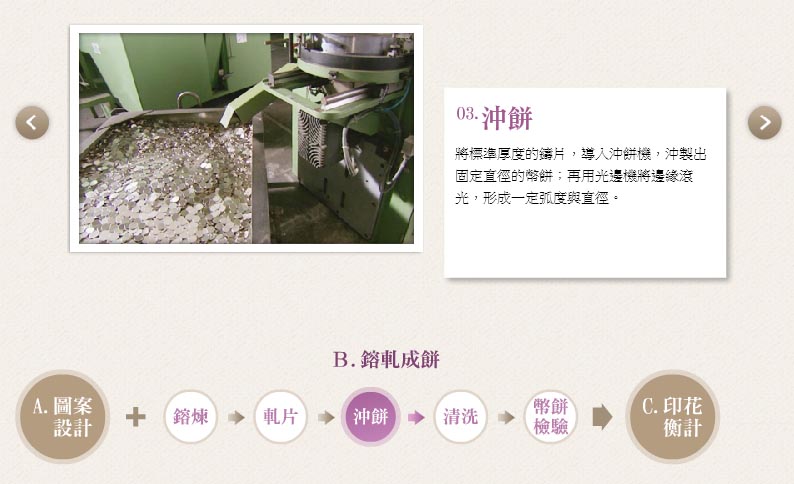 03.沖餅
將標準厚度的鑄片，導入沖餅機，沖製出
固定直徑的幣餅；再用光邊機將邊緣滾
光，形成一定弧度與直徑。
B.鎔軋成餅
A.圖案
設計
鎔煉
軋片
沖餅
清洗
幣餅
檢驗
C.印花
衡計